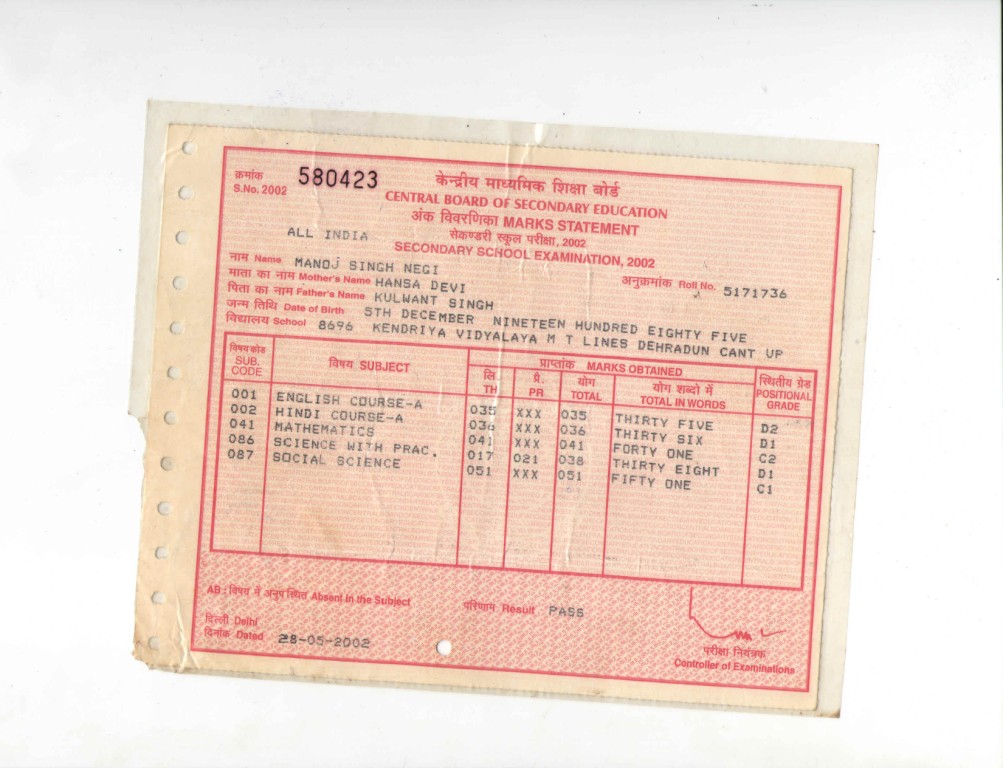 क्रमांक
S.No. 2002 580423
केन्द्रीय माध्यमिक शिक्षा बोर्ड
CENTRAL BOARD OF SECONDARY EDUCATION
अंक विवरणिका MARKS STATEMENT
सेकण्डरी स्कूल परीक्षा, 2002
ALL INDIA
SECONDARY SCHOOL EXAMINATION, 2002
नाम Name MANOJ SINGH NEGI
अनुक्रमांक Roll No. 5171736
माता का नाम Mother's Name HANSA DEVI
पिता का नाम Father's Name KULWANT SINGH
जन्म तिथि Date of Birth 5TH DECEMBER NINETEEN HUNDRED EIGHTY FIVE
विद्यालय School 8696 KENDRIYA VIDYALAYA M T LINES DEHRADUN CANT UP
विषय कोड SUB. CODE विषय SUBJECT प्राप्तांक MARKS OBTAINED स्थितीय ग्रेड POSITIONAL GRADE
लि. TH प्रै. PR योग TOTAL योग शब्दो में TOTAL IN WORDS
001 ENGLISH COURSE-A 035 XXX 035 THIRTY FIVE D2
002 HINDI COURSE-A 036 XXX 036 THIRTY SIX D1
041 MATHEMATICS 041 XXX 041 FORTY ONE C2
086 SCIENCE WITH PRAC. 017 021 038 THIRTY EIGHT D1
087 SOCIAL SCIENCE 051 XXX 051 FIFTY ONE C1
AB : विषय में अनुपस्थित Absent in the Subject
परिणाम Result PASS
दिल्ली Delhi
दिनांक Dated 28-05-2002
परीक्षा नियंत्रक
Controller of Examinations